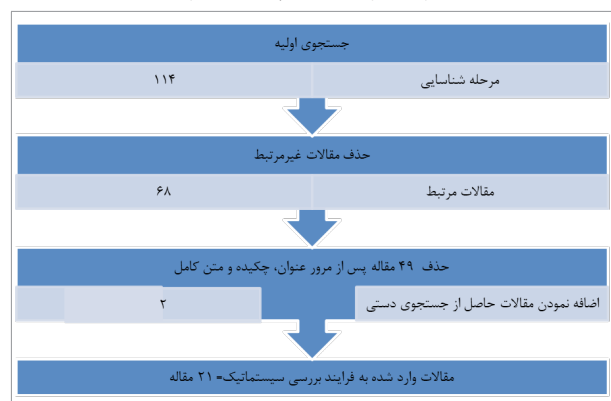 جستجوی اولیه
مرحله شناسایی ۱۱۴
حذف مقالات غیرمرتبط
مقالات مرتبط ۶۸
حذف ۴۹ مقاله پس از مرور عنوان، چکیده و متن کامل
اضافه نمودن مقالات حاصل از جستجوی دستی ۲
مقالات وارد شده به فرایند بررسی سیستماتیک= ۲۱ مقاله